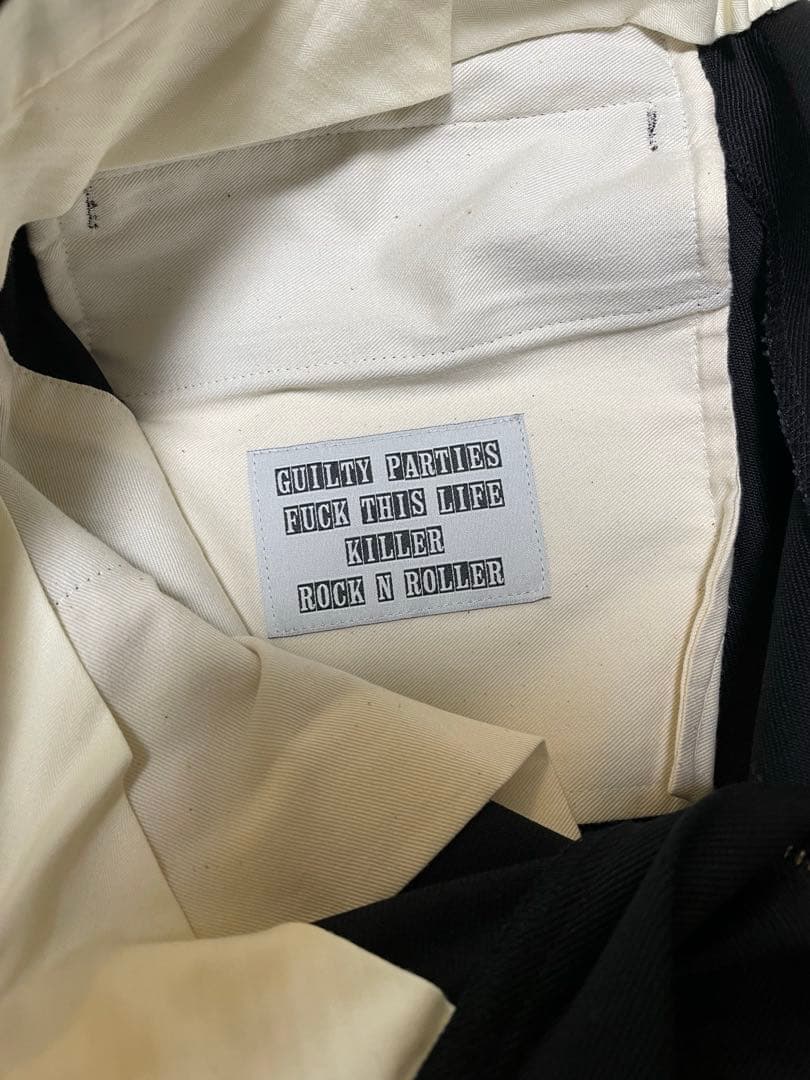 GUILTY PARTIES
FUCK THIS LIFE
KILLER
ROCK N ROLLER